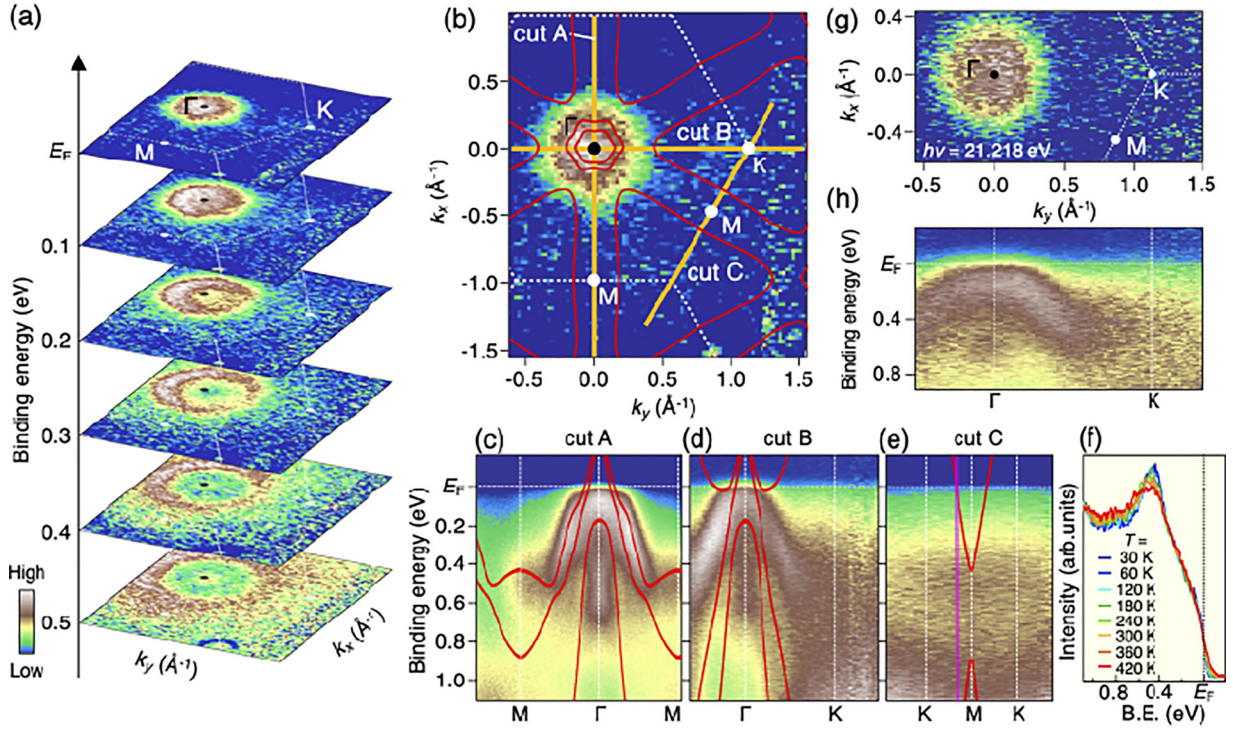 (a)
Γ
K
M
E_F
0.1
0.2
0.3
0.4
0.5
Binding energy (eV)
High
Low
k_y (Å⁻¹)
k_x (Å⁻¹)
(b)
cut A
Γ
cut B
K
M
cut C
M
0.5
0.0
-0.5
-1.0
-1.5
k_x (Å⁻¹)
-0.5 0.0 0.5 1.0 1.5
k_y (Å⁻¹)
(g)
0.4
0.0
-0.4
k_x (Å⁻¹)
Γ
K
M
hν = 21.218 eV
-0.5 0.0 0.5 1.0 1.5
k_y (Å⁻¹)
(h)
E_F
0.4
0.8
Binding energy (eV)
Γ K
(c) cut A
E_F
0.2
0.4
0.6
0.8
1.0
Binding energy (eV)
M Γ M
(d) cut B
Γ K
(e) cut C
K M K
(f)
Intensity (arb.units)
T =
30 K
60 K
120 K
180 K
240 K
300 K
360 K
420 K
0.8 0.4 E_F
B.E. (eV)